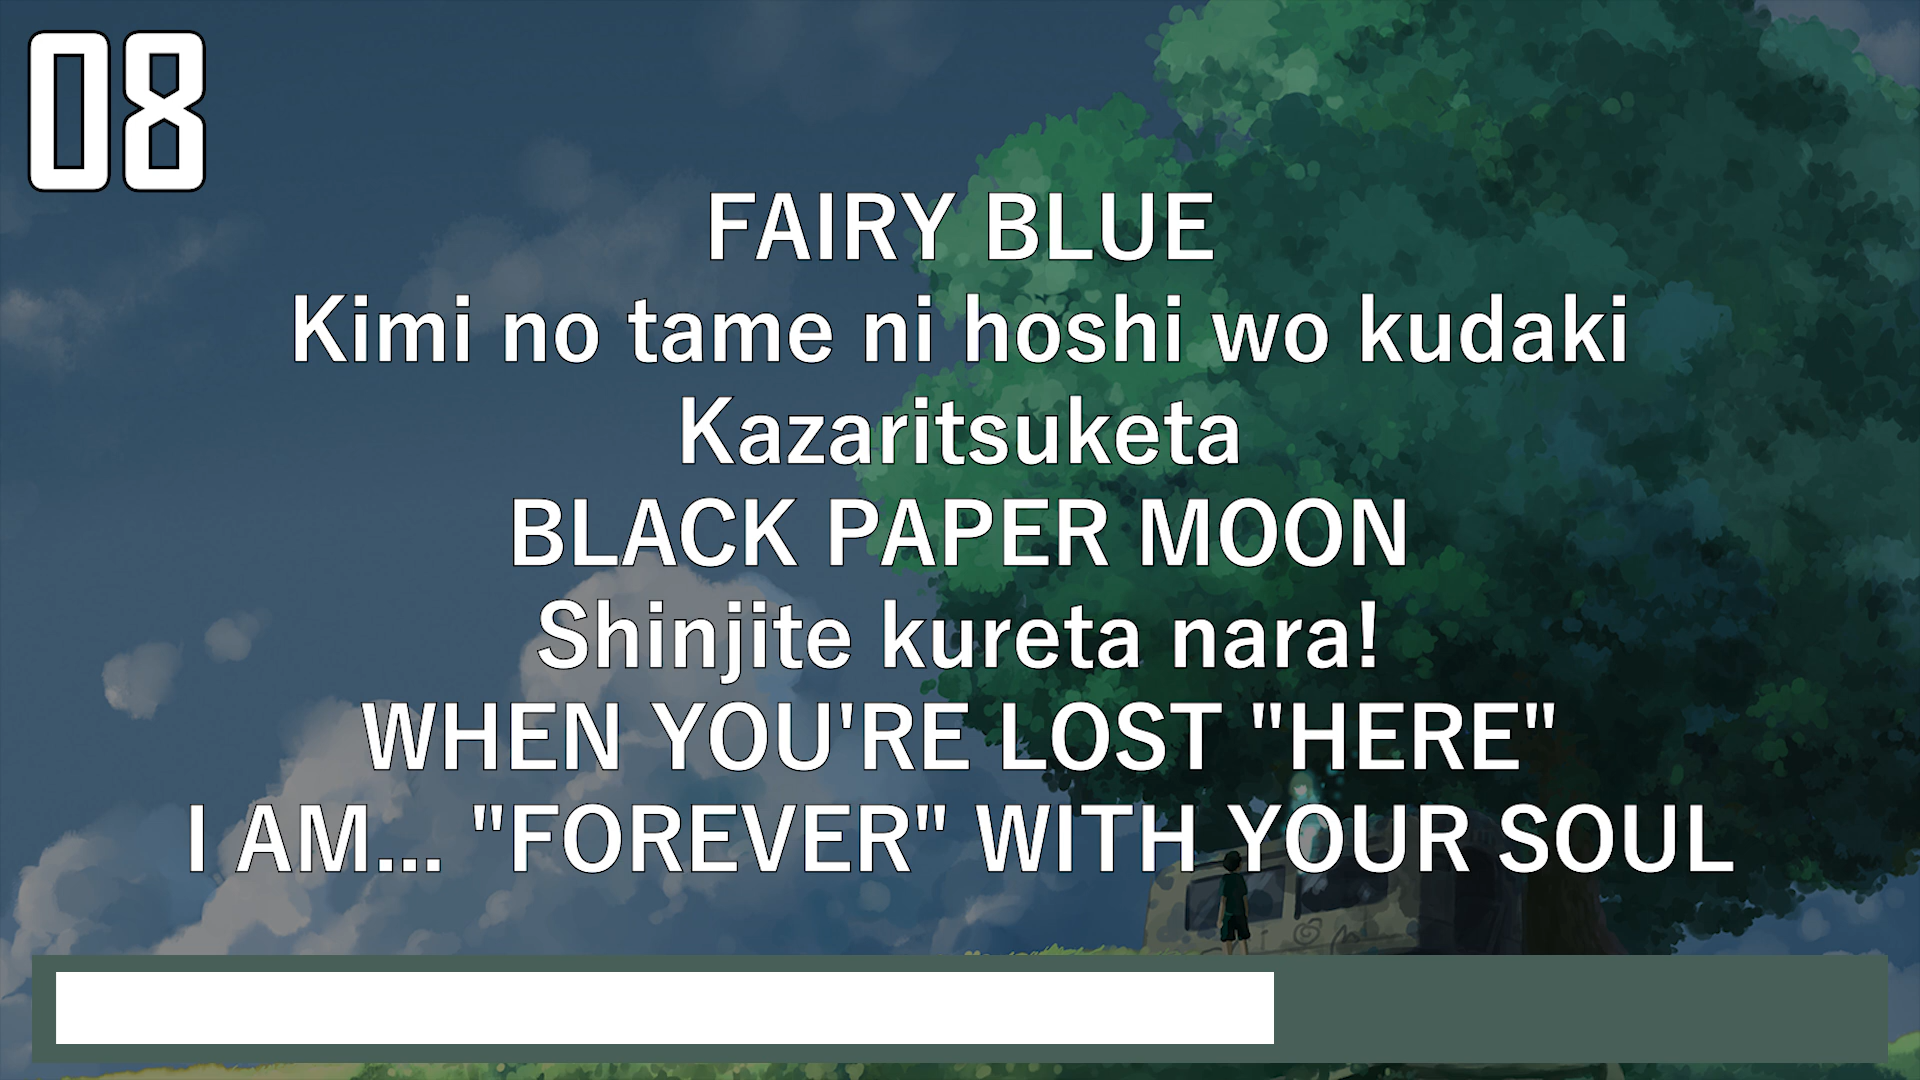 08
FAIRY BLUE
Kimi no tame ni hoshi wo kudaki
Kazaritsuketa
BLACK PAPER MOON
Shinjite kureta nara!
WHEN YOU'RE LOST "HERE"
I AM... "FOREVER" WITH YOUR SOUL